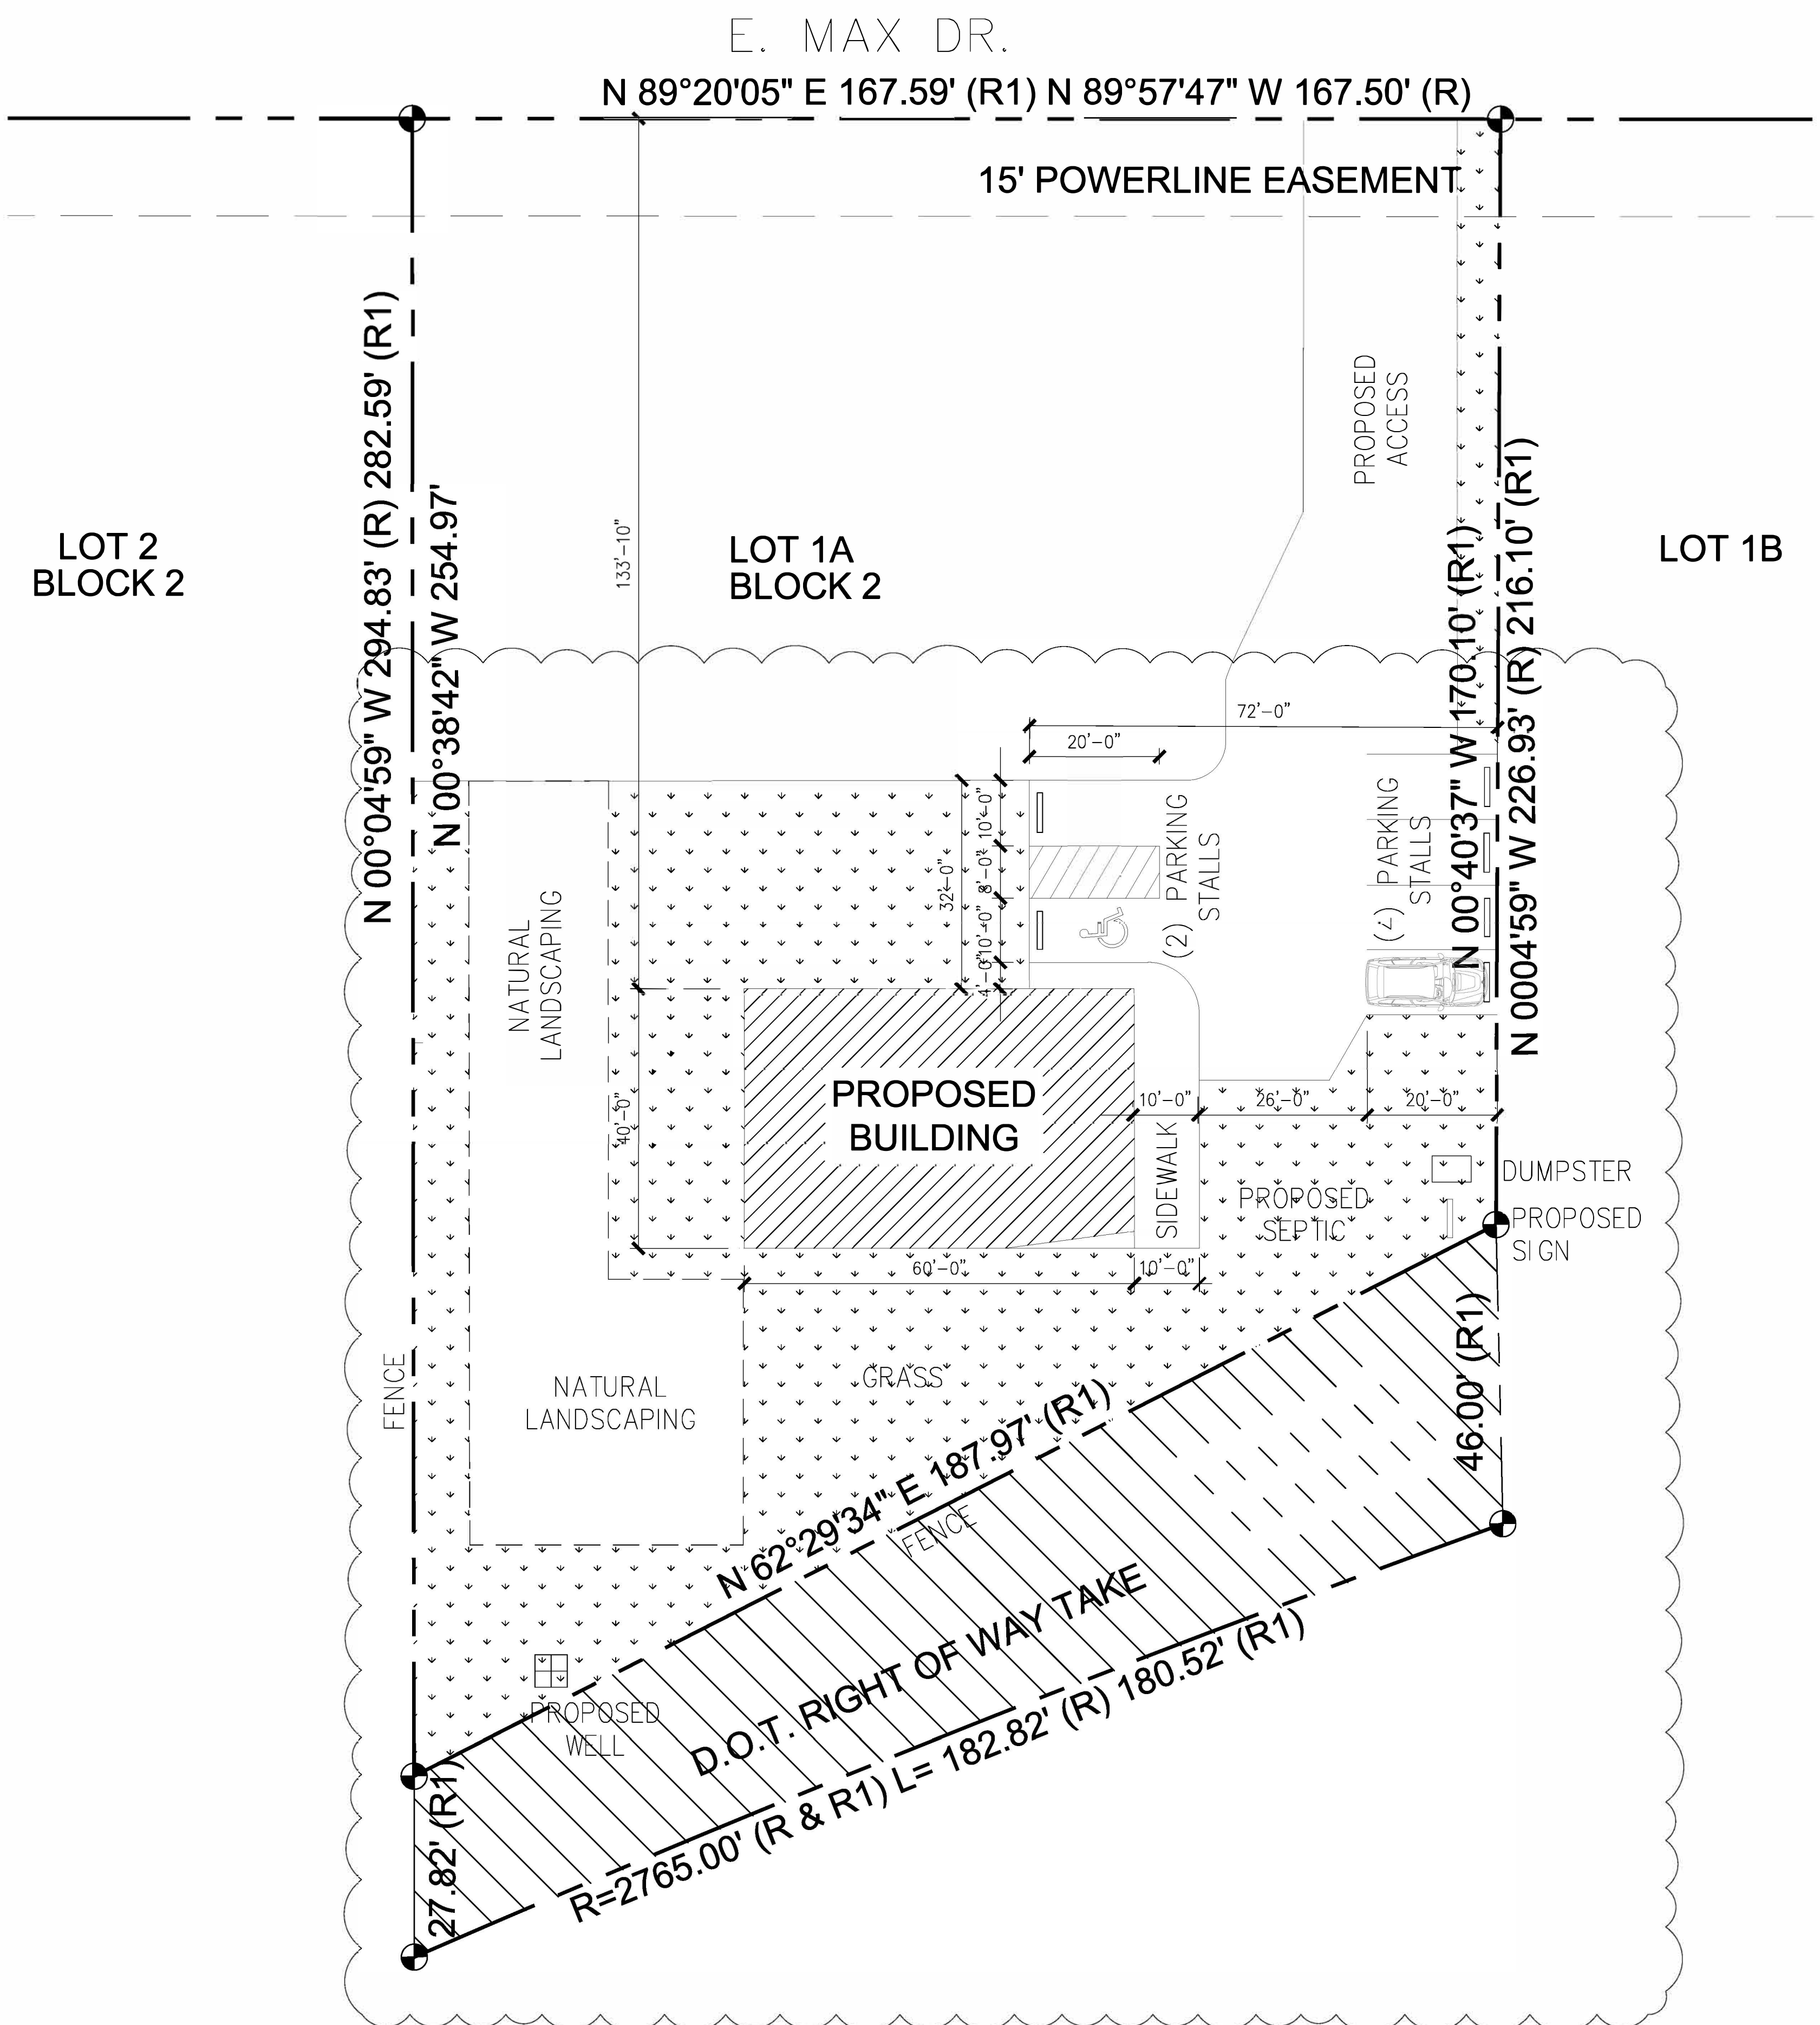 E. MAX DR.
N 89°20'05" E 167.59' (R1) N 89°57'47" W 167.50' (R)
15' POWERLINE EASEMENT
N 00°04'59" W 294.83' (R) 282.59' (R1)
N 00°38'42" W 254.97'
133'-10"
PROPOSED
ACCESS
LOT 2
BLOCK 2
LOT 1A
BLOCK 2
LOT 1B
N 00°40'37" W 170.10' (R1)
N 0004'59" W 226.93' (R) 216.10' (R1)
72'-0"
20'-0"
10'-0"
8'-0"
32'-0"
10'-0"
4'-0"
(2) PARKING
STALLS
(4) PARKING
STALLS
NATURAL
LANDSCAPING
40'-0"
PROPOSED
BUILDING
10'-0"
26'-0"
20'-0"
SIDEWALK
PROPOSED
SEPTIC
DUMPSTER
PROPOSED
SIGN
60'-0"
10'-0"
FENCE
NATURAL
LANDSCAPING
GRASS
46.00' (R1)
N 62°29'34" E 187.97' (R1)
FENCE
D.O.T. RIGHT OF WAY TAKE
PROPOSED
WELL
27.82' (R1)
R=2765.00' (R & R1) L= 182.82' (R) 180.52' (R1)